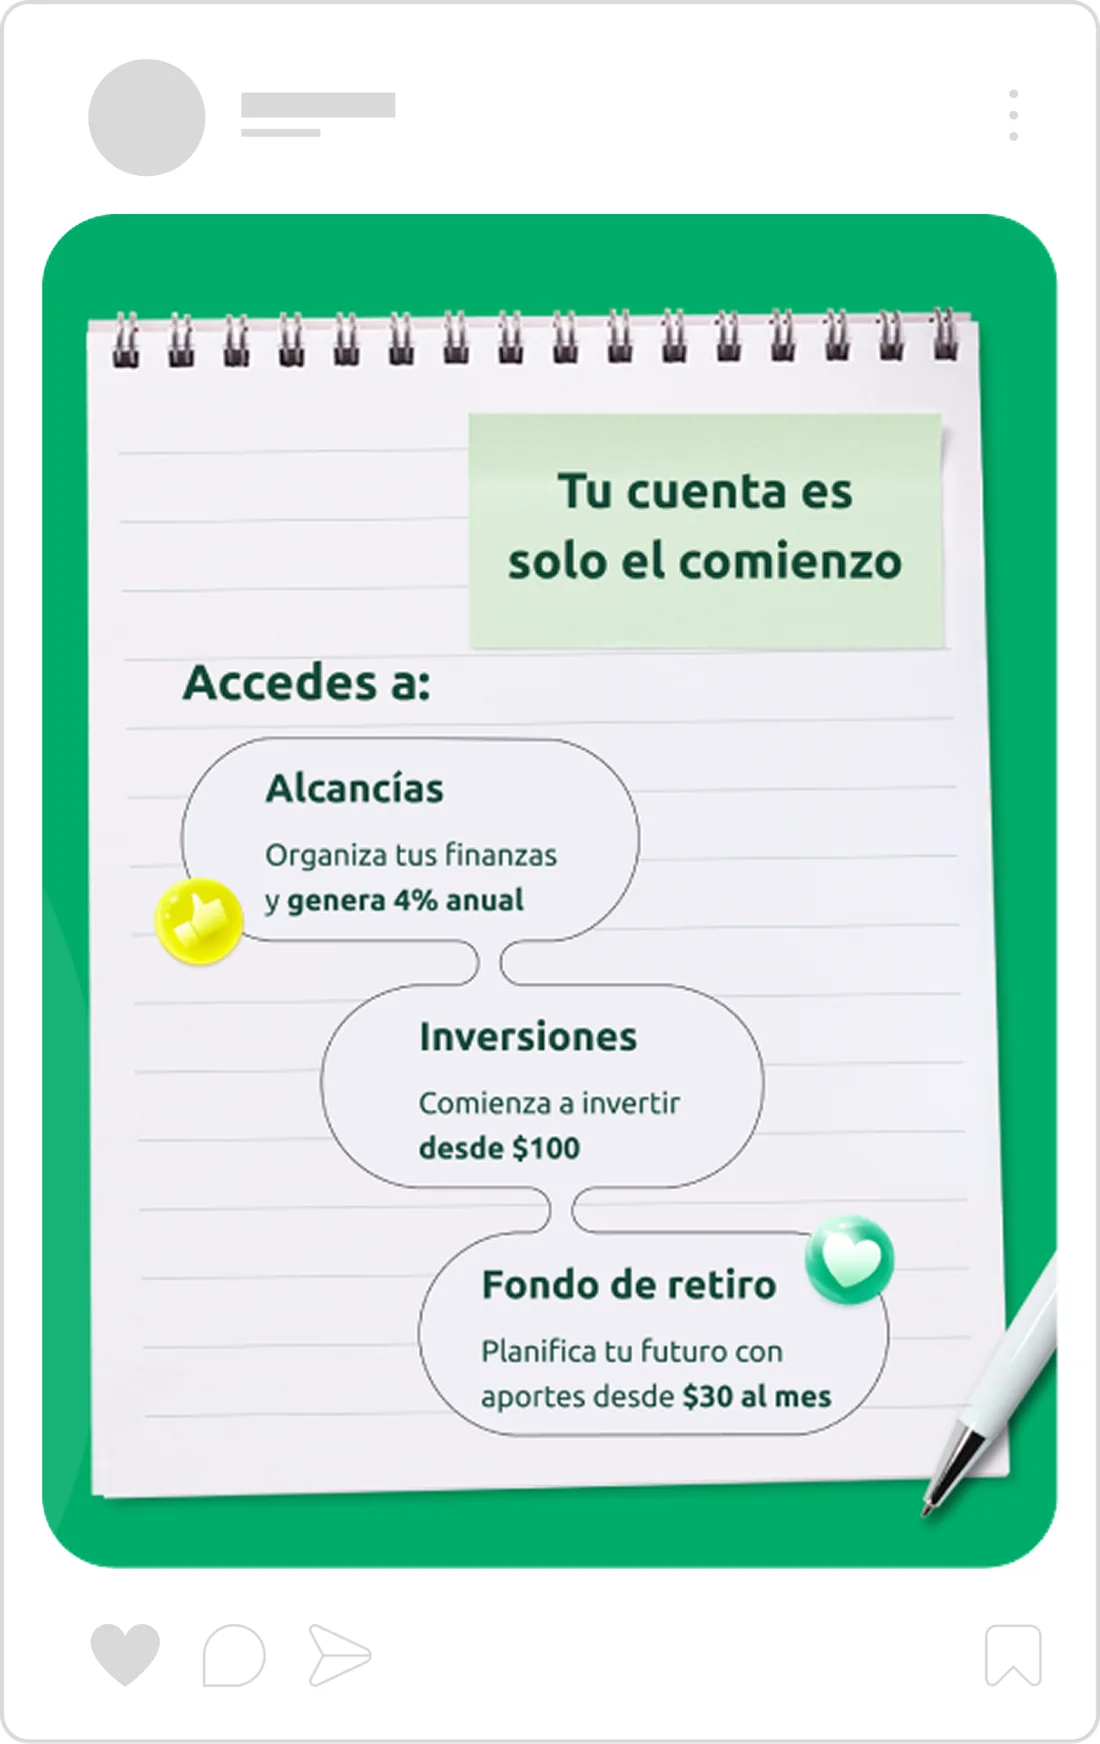 Tu cuenta es
solo el comienzo
Accedes a:
Alcancías
Organiza tus finanzas
y genera 4% anual
Inversiones
Comienza a invertir
desde $100
Fondo de retiro
Planifica tu futuro con
aportes desde $30 al mes